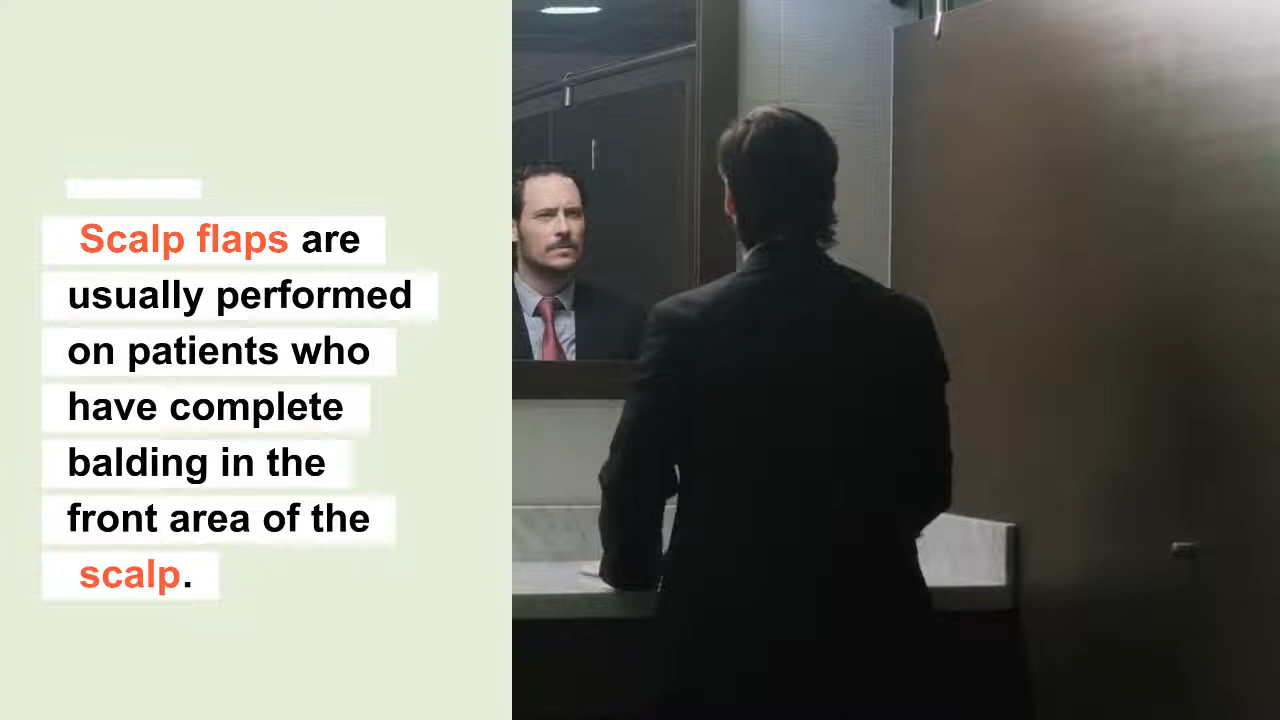 Scalp flaps are
usually performed
on patients who
have complete
balding in the
front area of the
scalp.